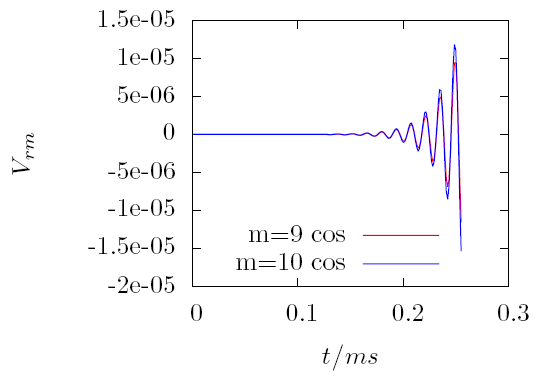 1.5e-05
1e-05
5e-06
0
-5e-06
-1e-05
-1.5e-05
-2e-05
V_rm
m=9 cos
m=10 cos
0 0.1 0.2 0.3
t/ms